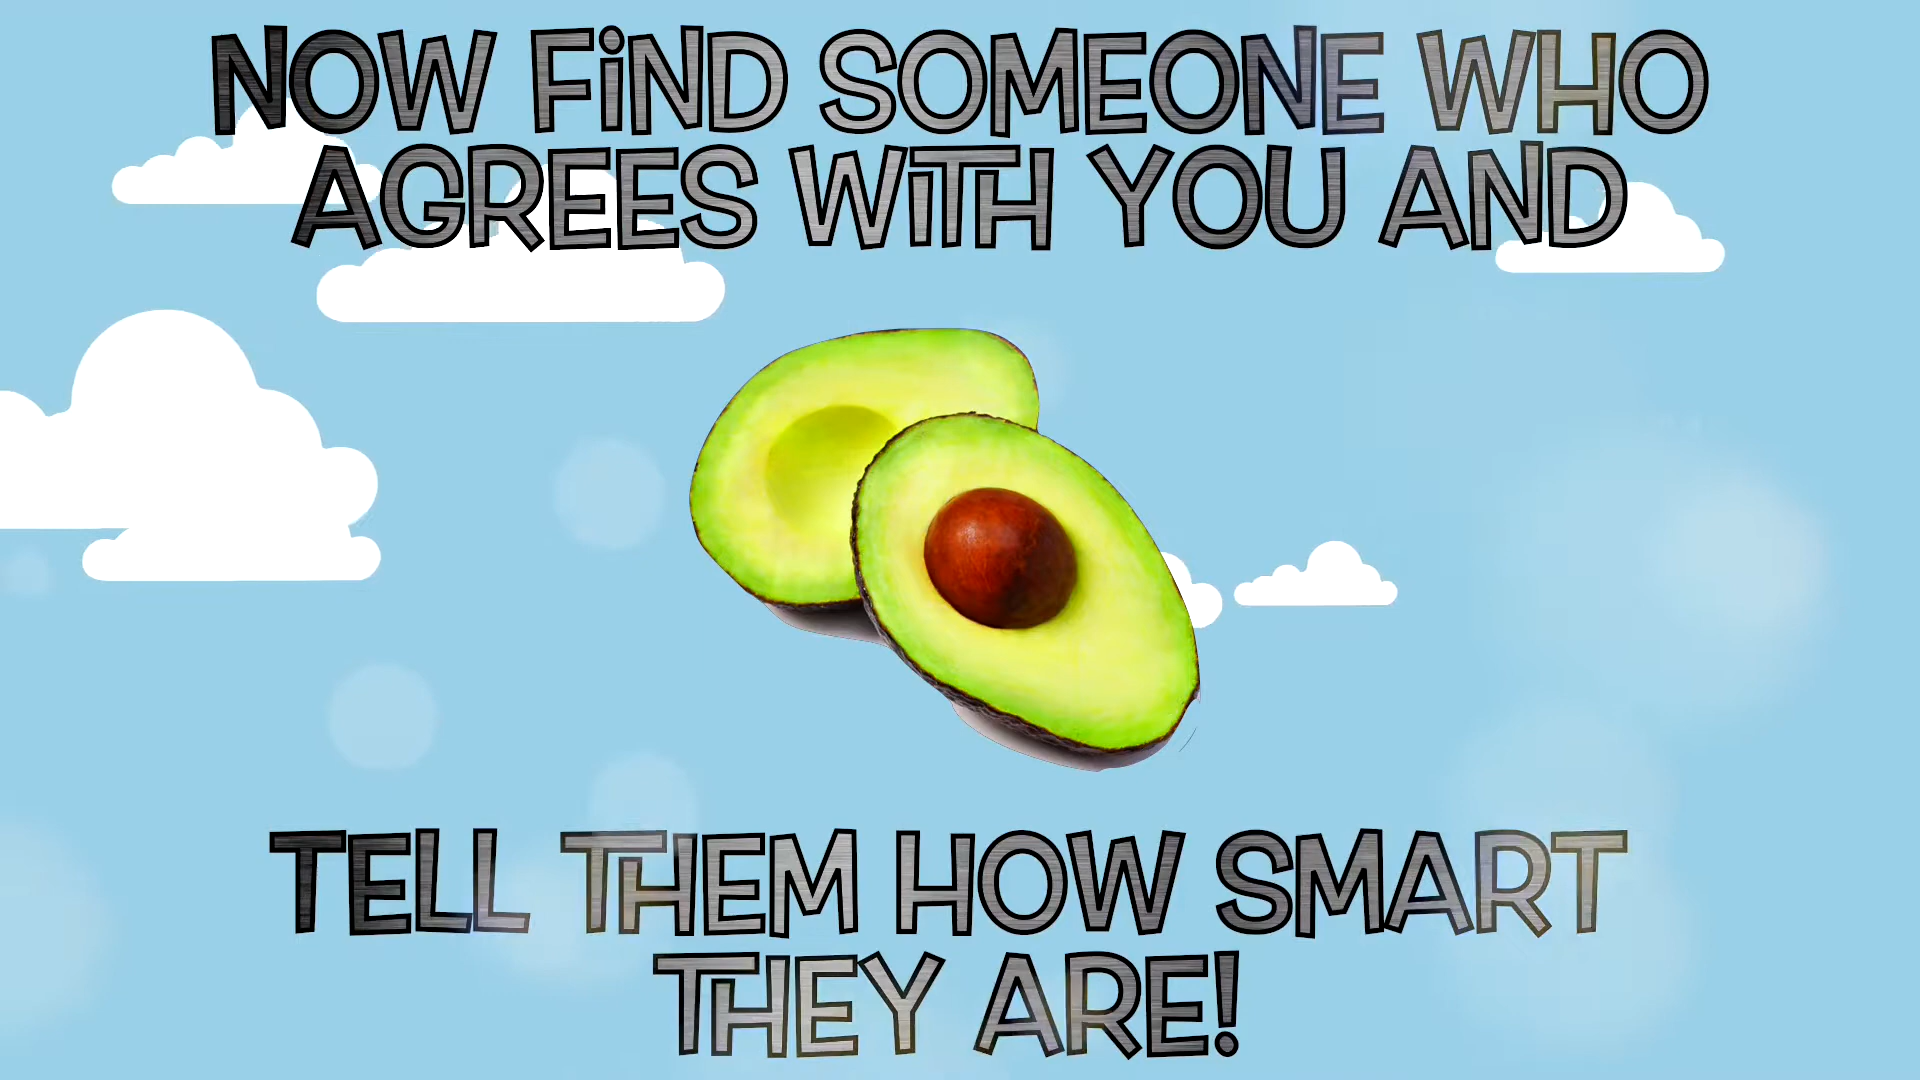 NOW FiND SOMEONE WHO
AGREES WiTH YOU AND
TELL THEM HOW SMART
THEY ARE!